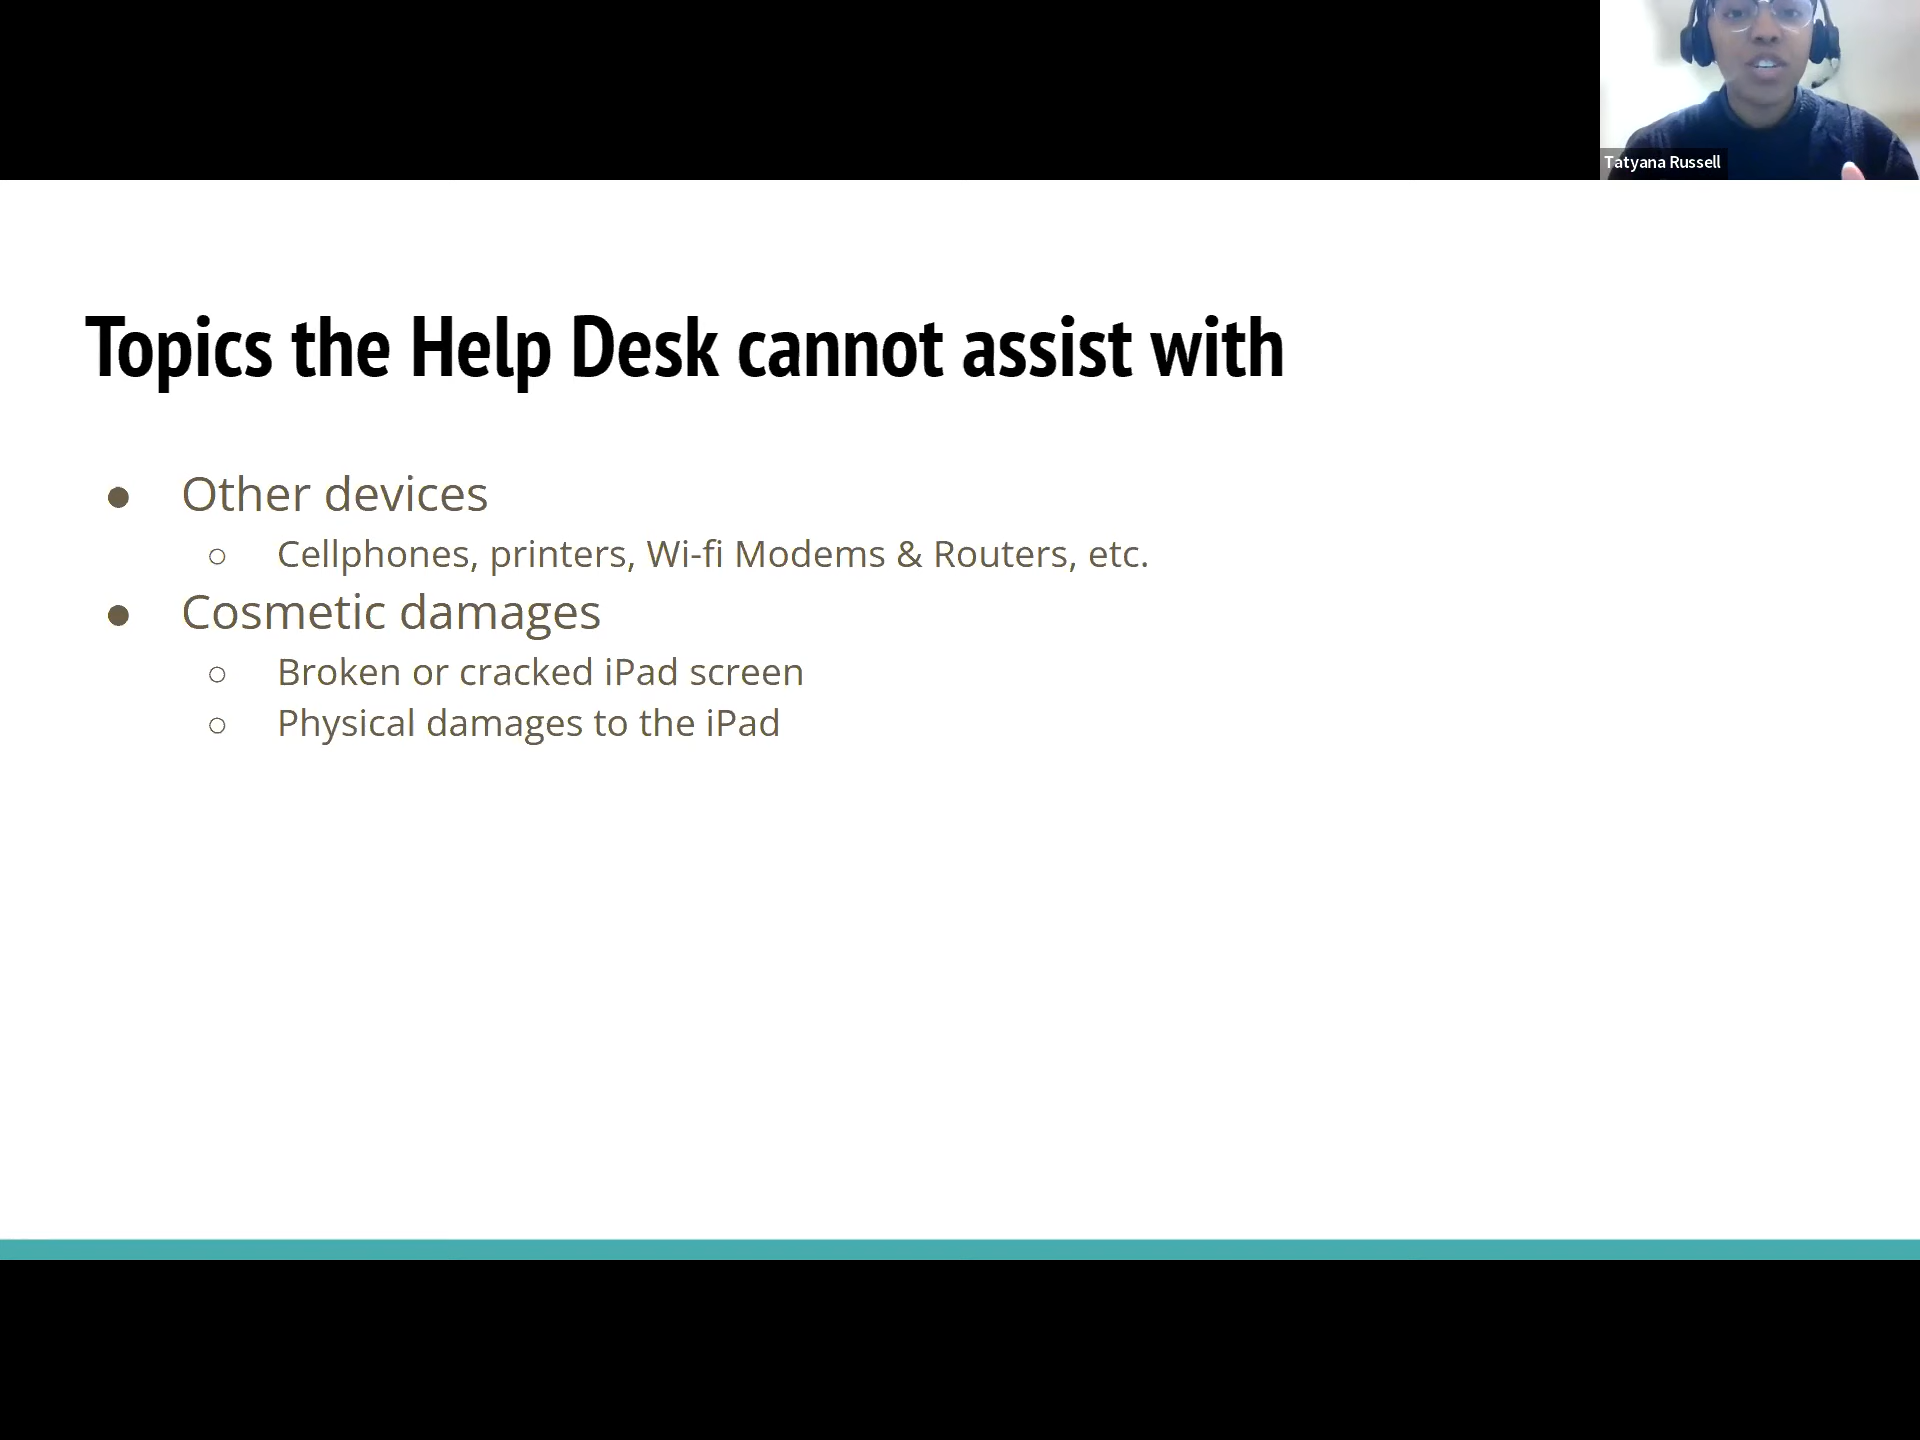 Tatyana Russell
Topics the Help Desk cannot assist with
● Other devices
○ Cellphones, printers, Wi-fi Modems & Routers, etc.
● Cosmetic damages
○ Broken or cracked iPad screen
○ Physical damages to the iPad